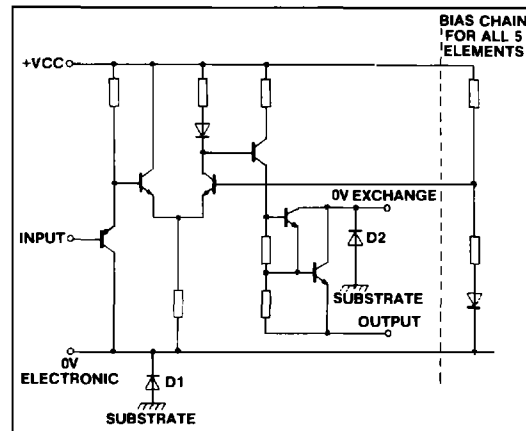 BIAS CHAIN
FOR ALL 5
ELEMENTS
+VCC
0V EXCHANGE
INPUT
D2
SUBSTRATE
OUTPUT
0V
ELECTRONIC
D1
SUBSTRATE